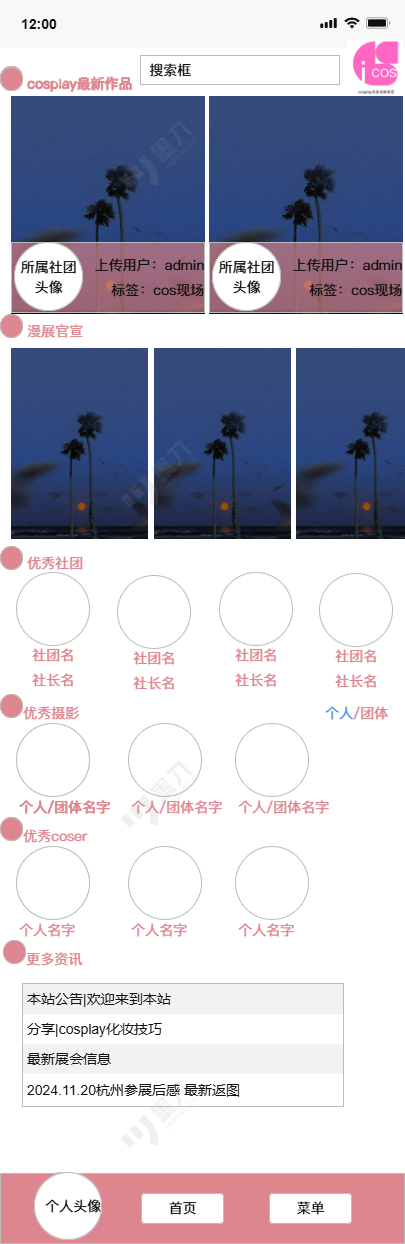 12:00
搜索框
cosplay最新作品
cos
所属社团
头像
上传用户：admin
标签：cos现场
所属社团
头像
上传用户：admin
标签：cos现场
漫展官宣
优秀社团
社团名
社长名
社团名
社长名
社团名
社长名
社团名
社长名
优秀摄影
个人/团体
个人/团体名字
个人/团体名字
个人/团体名字
优秀coser
个人名字
个人名字
个人名字
更多资讯
本站公告|欢迎来到本站
分享|cosplay化妆技巧
最新展会信息
2024.11.20杭州参展后感 最新返图
个人头像
首页
菜单
墨刀
墨刀
墨刀
墨刀